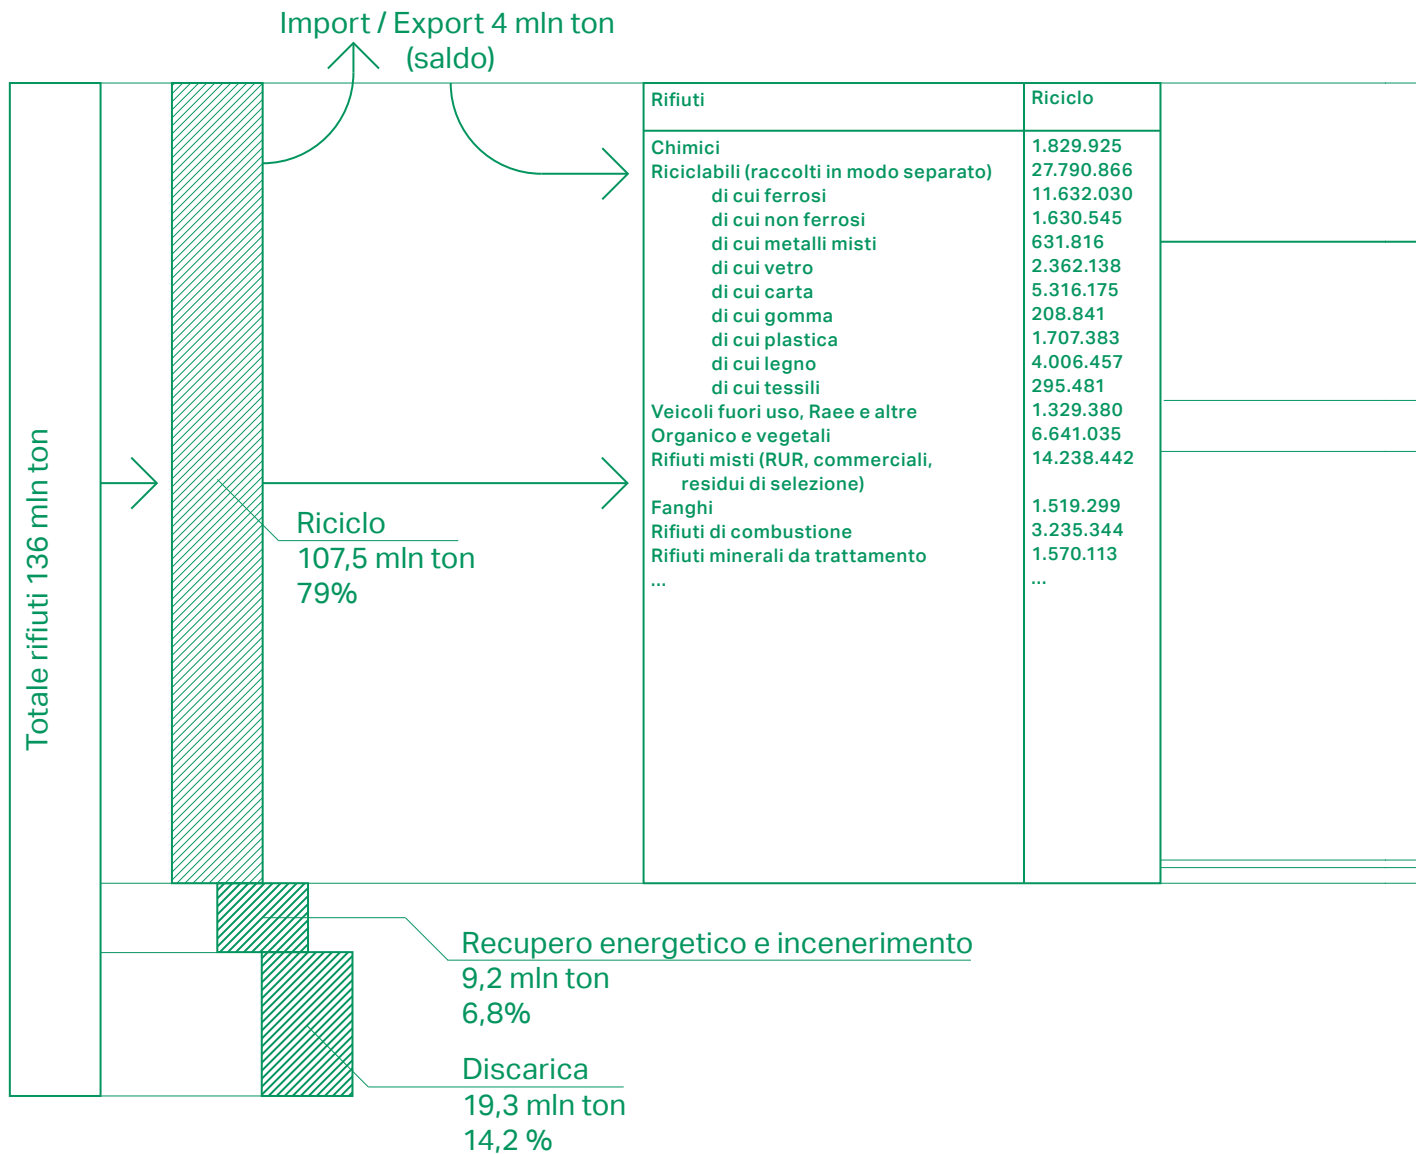 Import / Export 4 mln ton
(saldo)
Totale rifiuti 136 mln ton
Riciclo
107,5 mln ton
79%
Recupero energetico e incenerimento
9,2 mln ton
6,8%
Discarica
19,3 mln ton
14,2 %
Rifiuti Riciclo
Chimici 1.829.925
Riciclabili (raccolti in modo separato) 27.790.866
di cui ferrosi 11.632.030
di cui non ferrosi 1.630.545
di cui metalli misti 631.816
di cui vetro 2.362.138
di cui carta 5.316.175
di cui gomma 208.841
di cui plastica 1.707.383
di cui legno 4.006.457
di cui tessili 295.481
Veicoli fuori uso, Raee e altre 1.329.380
Organico e vegetali 6.641.035
Rifiuti misti (RUR, commerciali, 14.238.442
residui di selezione)
Fanghi 1.519.299
Rifiuti di combustione 3.235.344
Rifiuti minerali da trattamento 1.570.113
... ...